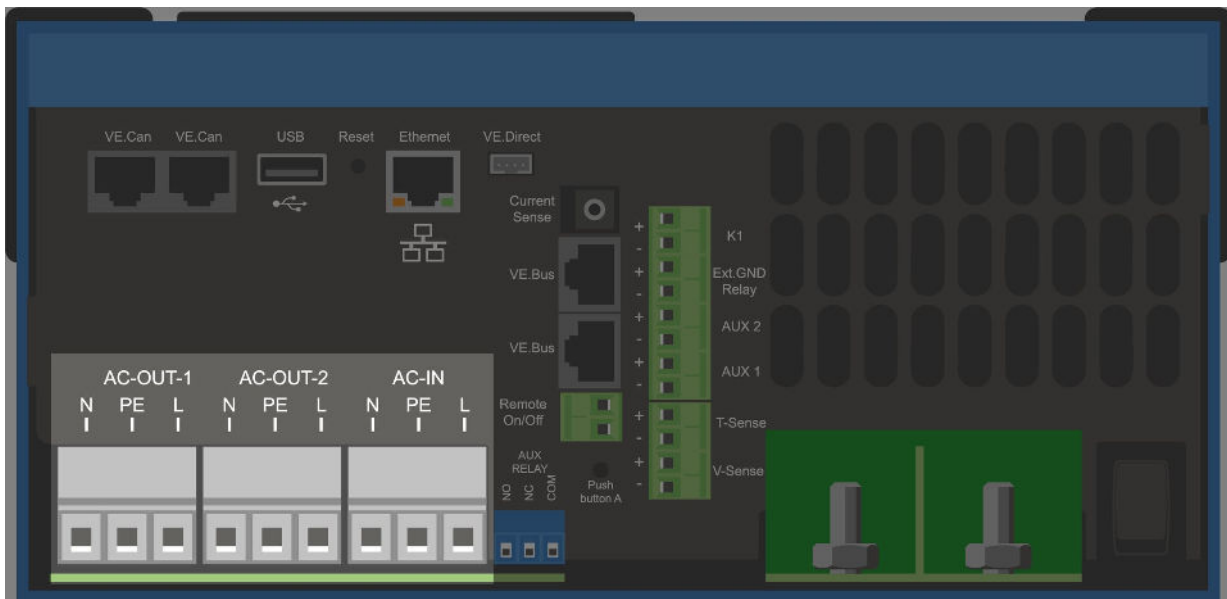 VE.Can VE.Can USB Reset Ethernet VE.Direct
Current
Sense
+
-
K1
VE.Bus
+
-
Ext.GND
Relay
+
-
AUX 2
VE.Bus
+
-
AUX 1
AC-OUT-1 AC-OUT-2 AC-IN
N PE L N PE L N PE L
Remote
On/Off
+
-
T-Sense
AUX
RELAY
NO NC COM
Push
button A
+
-
V-Sense